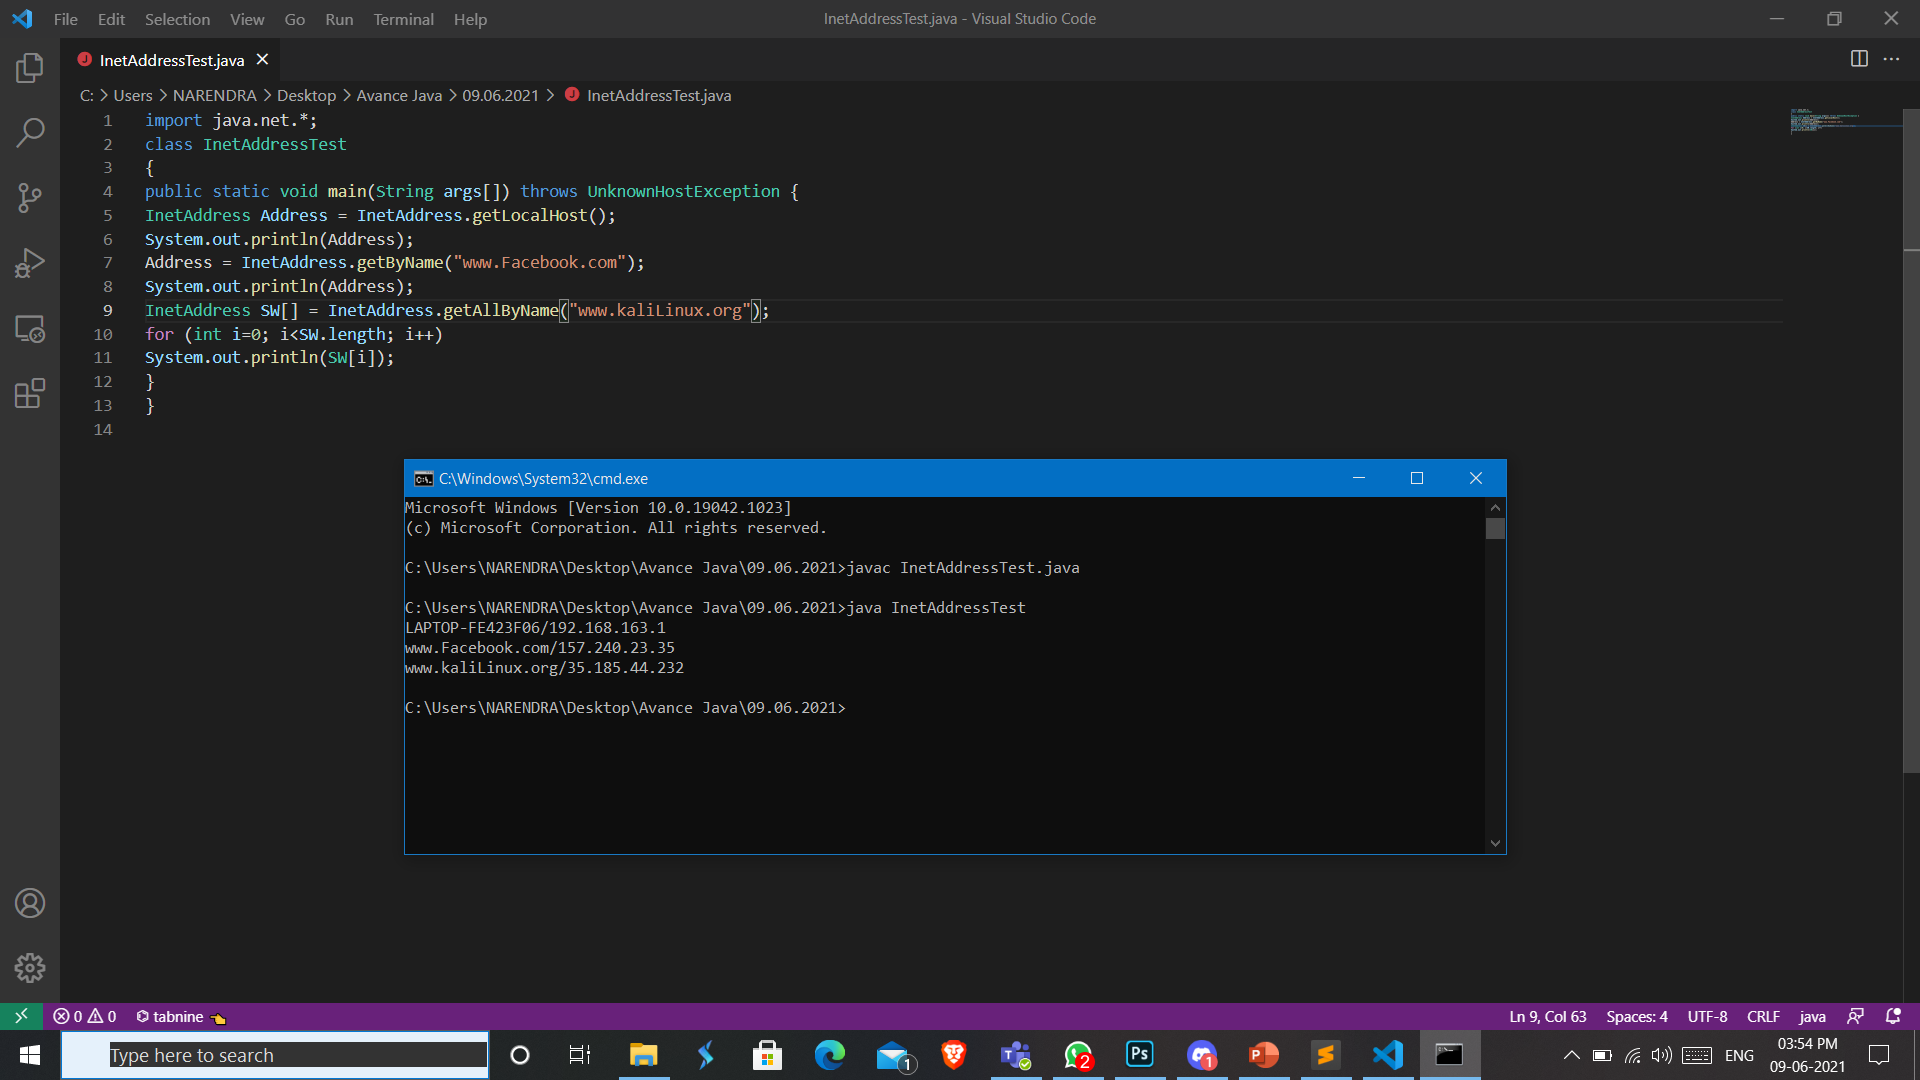 File Edit Selection View Go Run Terminal Help
InetAddressTest.java - Visual Studio Code
InetAddressTest.java
C: > Users > NARENDRA > Desktop > Avance Java > 09.06.2021 > InetAddressTest.java
1 import java.net.*;
2 class InetAddressTest
3 {
4 public static void main(String args[]) throws UnknownHostException {
5 InetAddress Address = InetAddress.getLocalHost();
6 System.out.println(Address);
7 Address = InetAddress.getByName("www.Facebook.com");
8 System.out.println(Address);
9 InetAddress SW[] = InetAddress.getAllByName("www.kaliLinux.org");
10 for (int i=0; i<SW.length; i++)
11 System.out.println(SW[i]);
12 }
13 }
14
C:\Windows\System32\cmd.exe
Microsoft Windows [Version 10.0.19042.1023]
(c) Microsoft Corporation. All rights reserved.
C:\Users\NARENDRA\Desktop\Avance Java\09.06.2021>javac InetAddressTest.java
C:\Users\NARENDRA\Desktop\Avance Java\09.06.2021>java InetAddressTest
LAPTOP-FE423F06/192.168.163.1
www.Facebook.com/157.240.23.35
www.kaliLinux.org/35.185.44.232
C:\Users\NARENDRA\Desktop\Avance Java\09.06.2021>
0 0 tabnine
Ln 9, Col 63 Spaces: 4 UTF-8 CRLF java
Type here to search
1
2
Ps
1
ENG
03:54 PM
09-06-2021